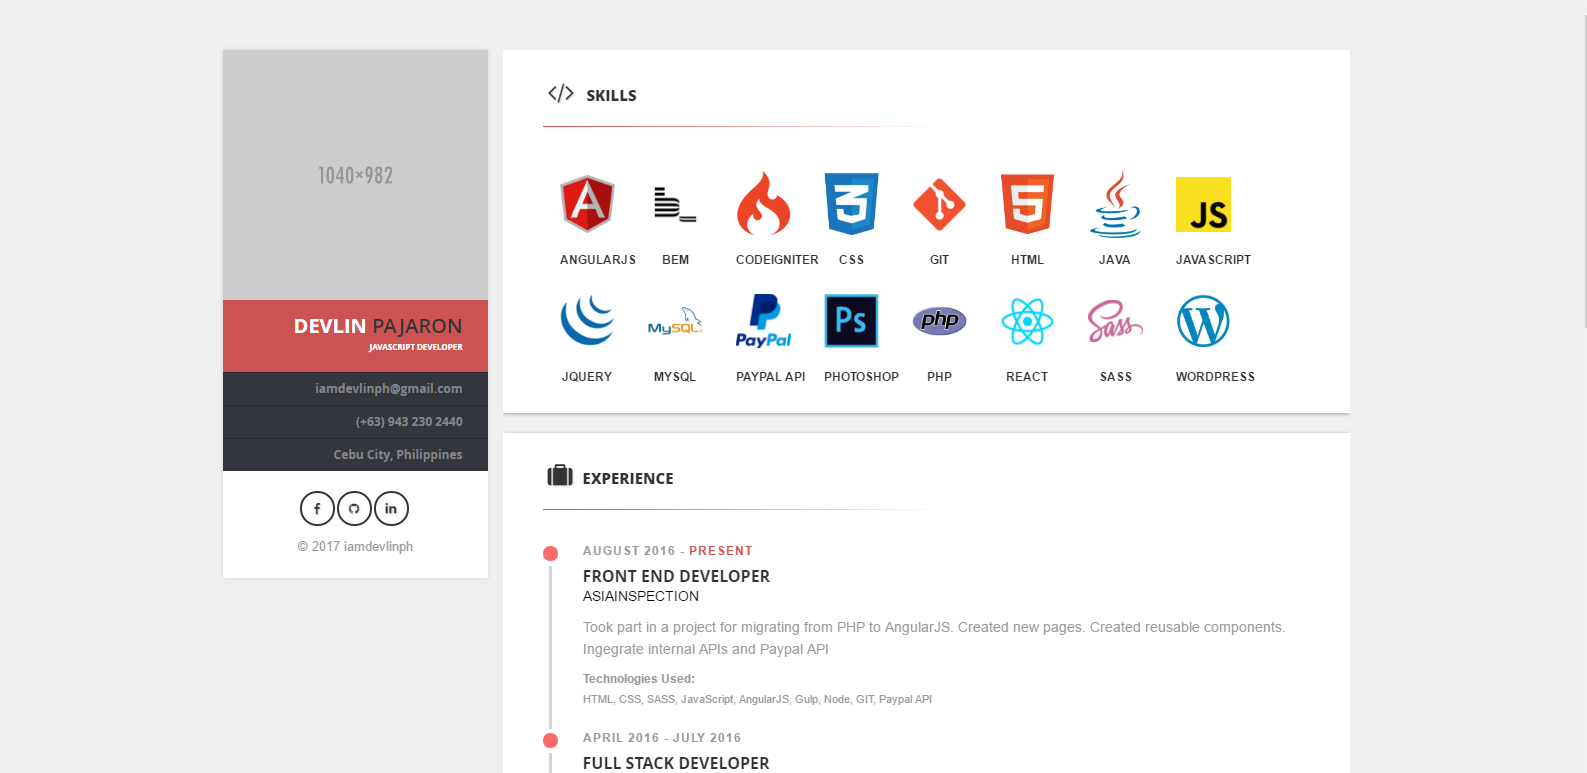 1040×982
DEVLIN PAJARON
JAVASCRIPT DEVELOPER
iamdevlinph@gmail.com
(+63) 943 230 2440
Cebu City, Philippines
© 2017 iamdevlinph
SKILLS
ANGULARJS BEM CODEIGNITER CSS GIT HTML JAVA JAVASCRIPT
JS
MySQL PayPal Ps php Sass
JQUERY MYSQL PAYPAL API PHOTOSHOP PHP REACT SASS WORDPRESS
EXPERIENCE
AUGUST 2016 - PRESENT
FRONT END DEVELOPER
ASIAINSPECTION
Took part in a project for migrating from PHP to AngularJS. Created new pages. Created reusable components.
Ingegrate internal APIs and Paypal API
Technologies Used:
HTML, CSS, SASS, JavaScript, AngularJS, Gulp, Node, GIT, Paypal API
APRIL 2016 - JULY 2016
FULL STACK DEVELOPER